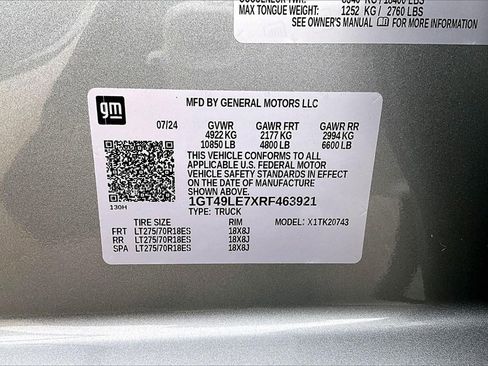 MAX TONGUE WEIGHT: 1252 KG / 2760 LBS
SEE OWNER'S MANUAL FOR MORE INFORMATION
gm
MFD BY GENERAL MOTORS LLC
07/24 GVWR GAWR FRT GAWR RR
4922 KG 2177 KG 2994 KG
10850 LB 4800 LB 6600 LB
THIS VEHICLE CONFORMS TO ALL
APPLICABLE U.S. FEDERAL MOTOR
VEHICLE SAFETY STANDARDS IN EFFECT
ON THE DATE OF MANUFACTURE
SHOWN ABOVE.
130H
1GT49LE7XRF463921
TYPE: TRUCK
TIRE SIZE RIM MODEL: X1TK20743
FRT LT275/70R18ES 18X8J
RR LT275/70R18ES 18X8J
SPA LT275/70R18ES 18X8J